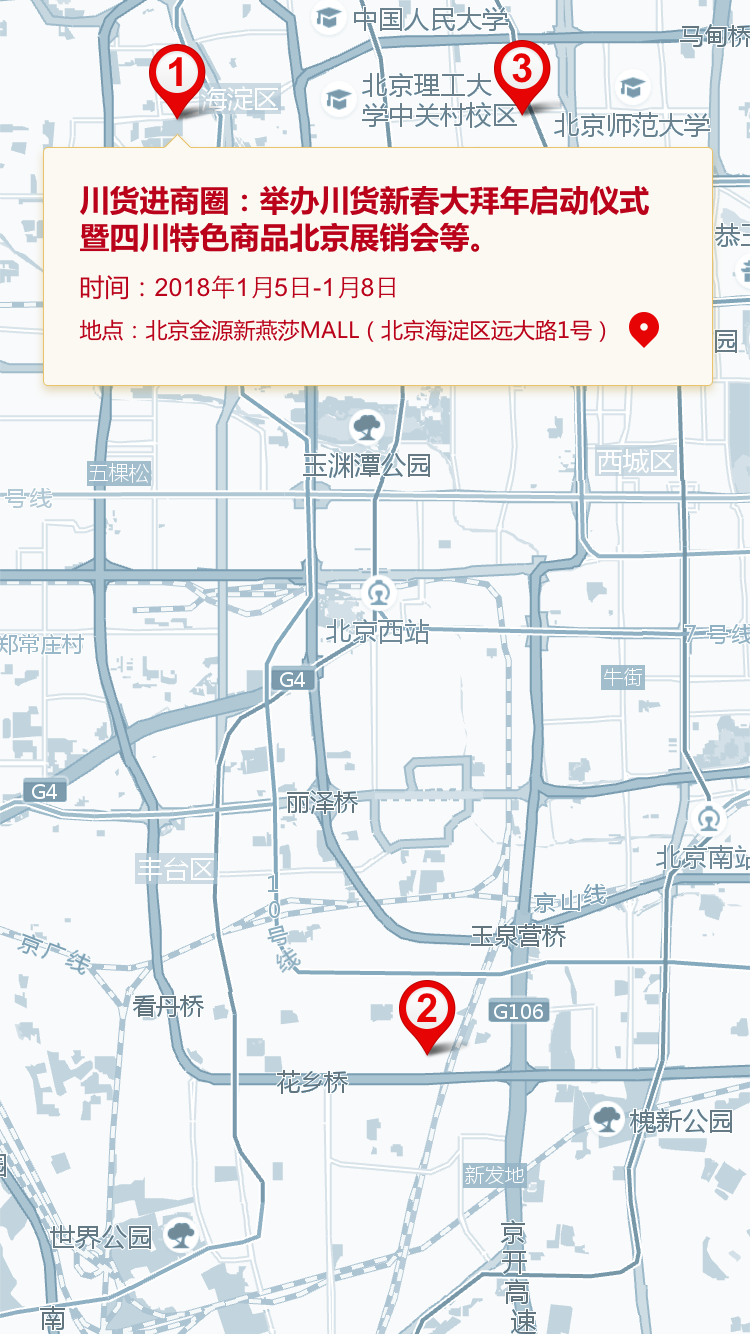 中国人民大学
马甸桥
1
3
海淀区
北京理工大
学中关村校区
北京师范大学
川货进商圈：举办川货新春大拜年启动仪式
暨四川特色商品北京展销会等。
时间：2018年1月5日-1月8日
地点：北京金源新燕莎MALL（北京海淀区远大路1号）
恭王
园
玉渊潭公园
西城区
五棵松
号线
北京西站
7号线
郑常庄村
G4
牛街
G4
丽泽桥
北京南站
丰台区
10号线
京山线
玉泉营桥
京广线
看丹桥
2
G106
花乡桥
槐新公园
新发地
世界公园
京开高速
南